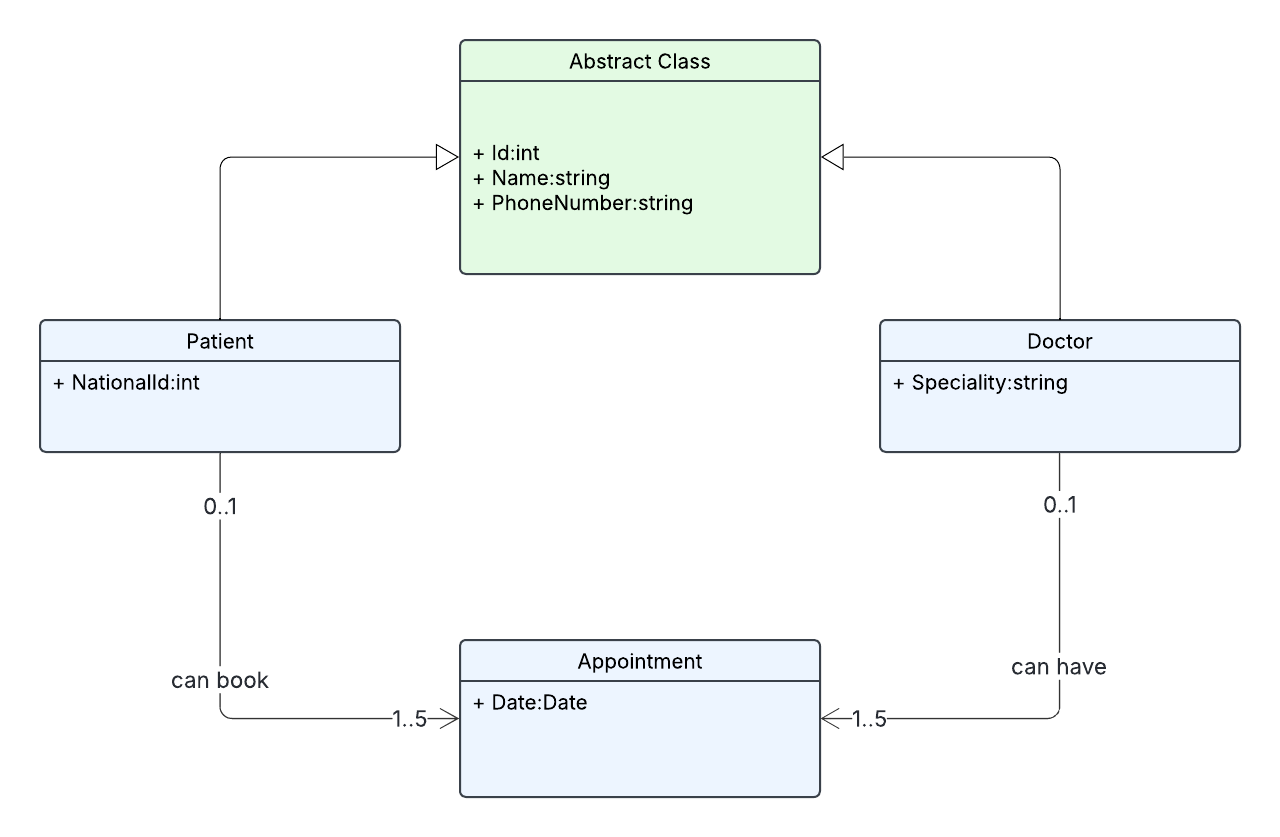 Abstract Class
+ Id:int
+ Name:string
+ PhoneNumber:string
Patient
+ NationalId:int
Doctor
+ Speciality:string
0..1
0..1
can book
can have
1..5
1..5
Appointment
+ Date:Date